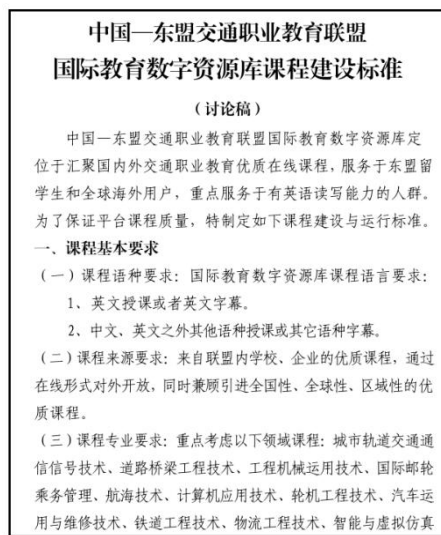 中国—东盟交通职业教育联盟
国际教育数字资源库课程建设标准
（讨论稿）
中国—东盟交通职业教育联盟国际教育数字资源库定
位于汇聚国内外交通职业教育优质在线课程，服务于东盟留
学生和全球海外用户，重点服务于有英语读写能力的人群。
为了保证平台课程质量，特制定如下课程建设与运行标准。
一、课程基本要求
（一）课程语种要求：国际教育数字资源库课程语言要求：
1、英文授课或者英文字幕。
2、中文、英文之外其他语种授课或其它语种字幕。
（二）课程来源要求：来自联盟内学校、企业的优质课程，通过
在线形式对外开放，同时兼顾引进全国性、全球性、区域性的优
质课程。
（三）课程专业要求：重点考虑以下领域课程：城市轨道交通通
信信号技术、道路桥梁工程技术、工程机械运用技术、国际邮轮
乘务管理、航海技术、计算机应用技术、轮机工程技术、汽车运
用与维修技术、铁道工程技术、物流工程技术、智能与虚拟仿真